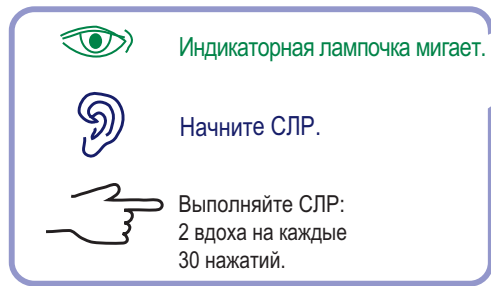 Индикаторная лампочка мигает.
Начните СЛР.
Выполняйте СЛР:
2 вдоха на каждые
30 нажатий.